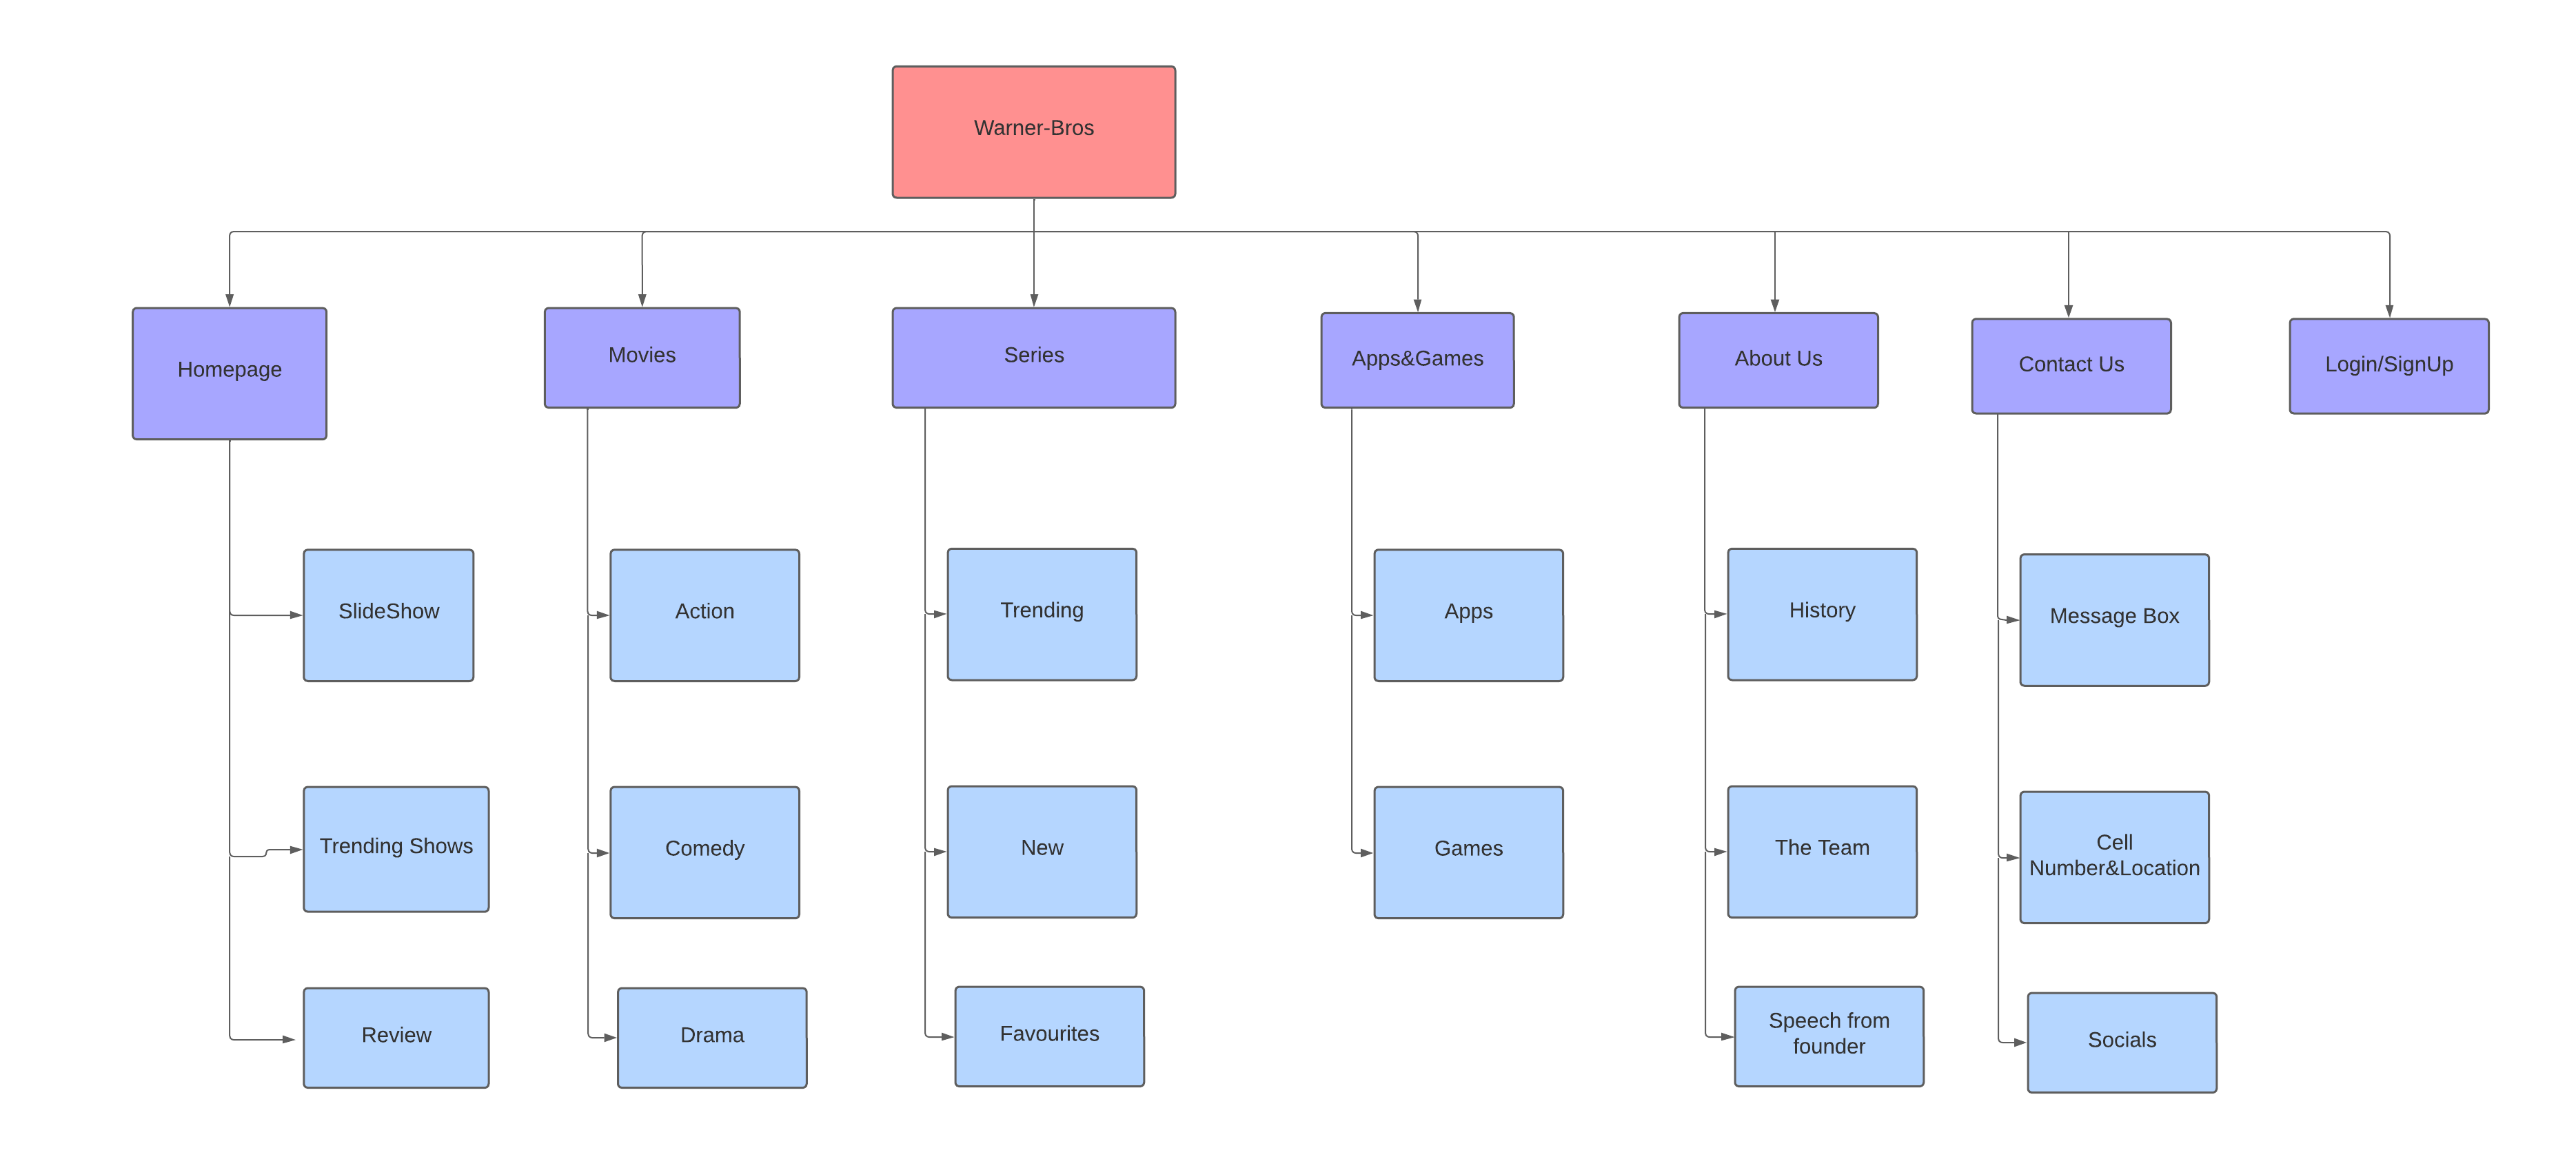 Warner-Bros
Homepage
Movies
Series
Apps&Games
About Us
Contact Us
Login/SignUp
SlideShow
Action
Trending
Apps
History
Message Box
Trending Shows
Comedy
New
Games
The Team
Cell
Number&Location
Review
Drama
Favourites
Speech from
founder
Socials